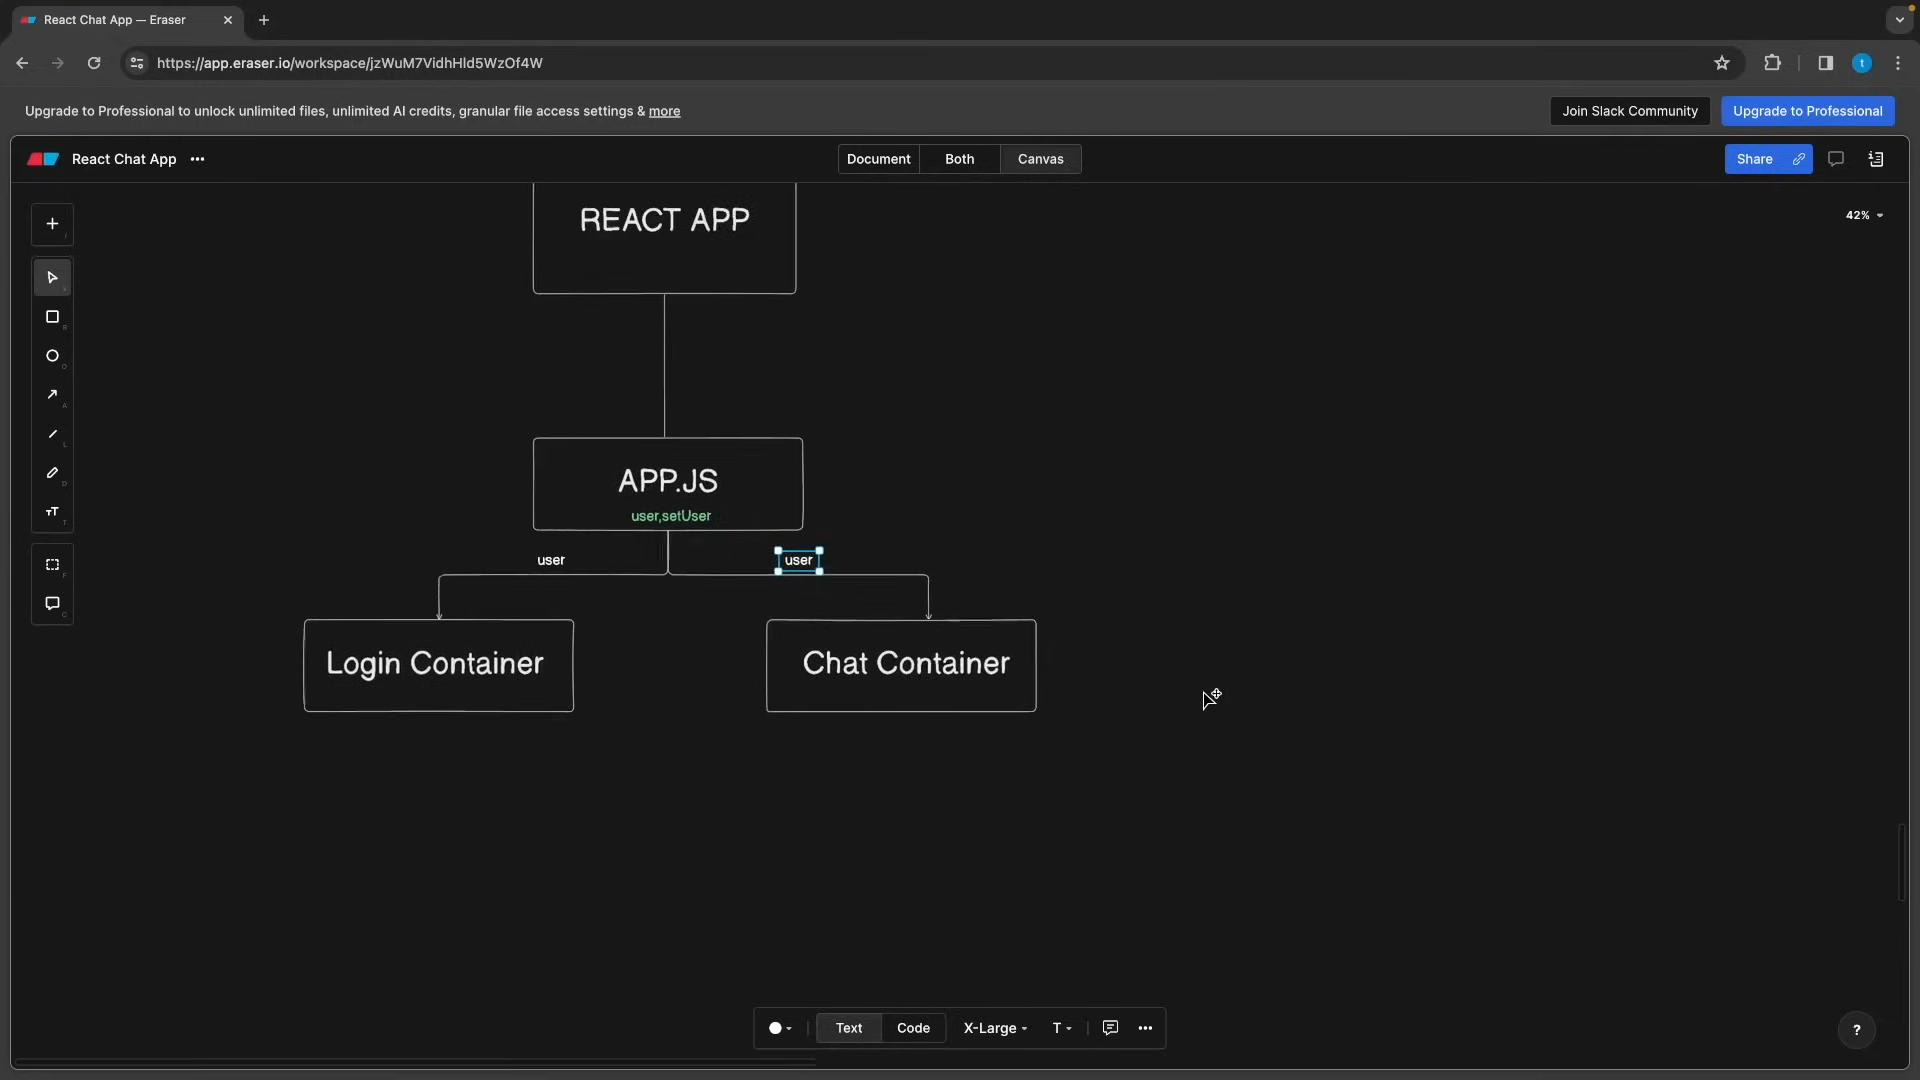 React Chat App — Eraser
https://app.eraser.io/workspace/jzWuM7VidhHld5WzOf4W
t
Upgrade to Professional to unlock unlimited files, unlimited AI credits, granular file access settings & more
Join Slack Community
Upgrade to Professional
React Chat App
Document
Both
Canvas
Share
42%
REACT APP
APP.JS
user,setUser
user
user
Login Container
Chat Container
R
O
A
L
D
T
F
C
Text
Code
X-Large
T
?